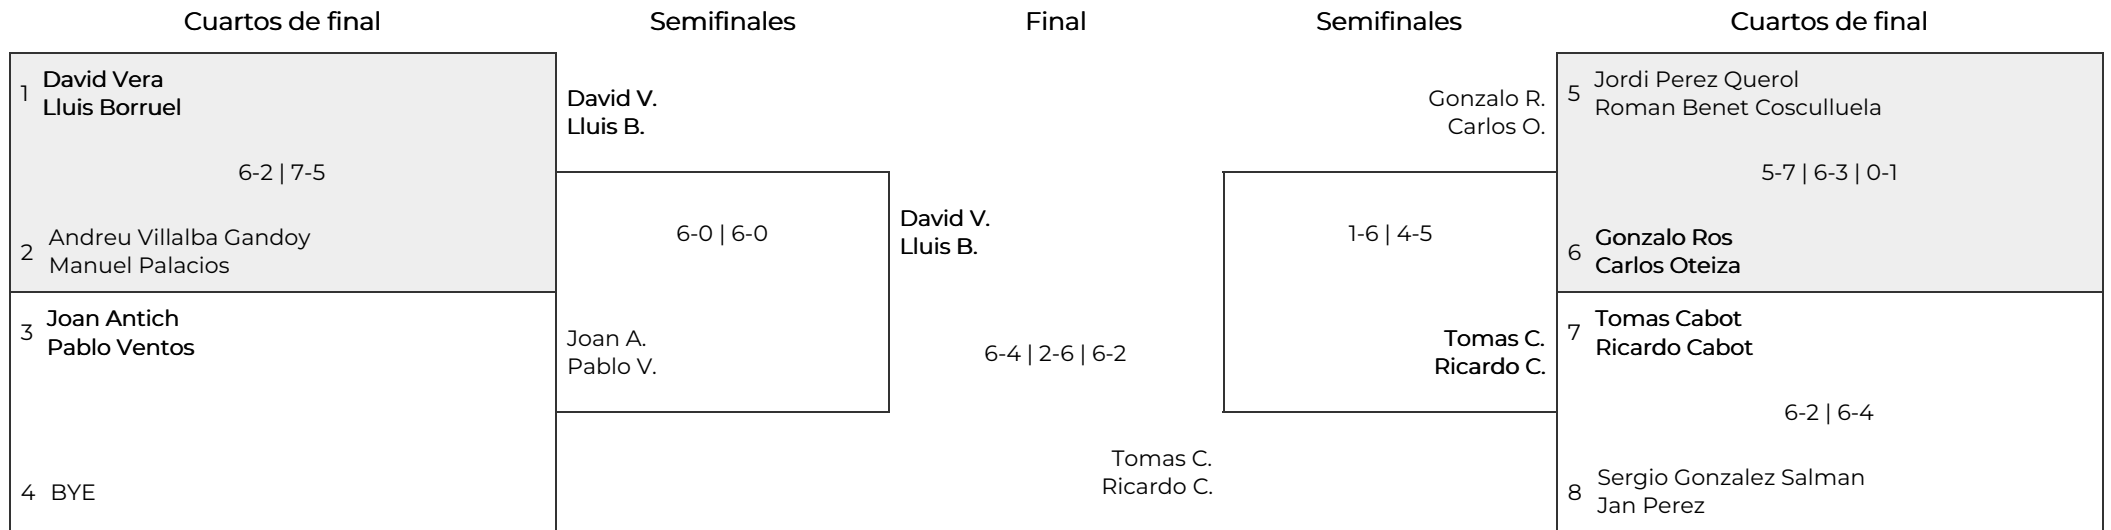 Cuartos de final
Semifinales
Final
Semifinales
Cuartos de final
1
David Vera
Lluis Borruel
6-2 | 7-5
2
Andreu Villalba Gandoy
Manuel Palacios
3
Joan Antich
Pablo Ventos
4 BYE
David V.
Lluis B.
6-0 | 6-0
Joan A.
Pablo V.
David V.
Lluis B.
6-4 | 2-6 | 6-2
Tomas C.
Ricardo C.
Gonzalo R.
Carlos O.
1-6 | 4-5
Tomas C.
Ricardo C.
5
Jordi Perez Querol
Roman Benet Cosculluela
5-7 | 6-3 | 0-1
6
Gonzalo Ros
Carlos Oteiza
7
Tomas Cabot
Ricardo Cabot
6-2 | 6-4
8
Sergio Gonzalez Salman
Jan Perez